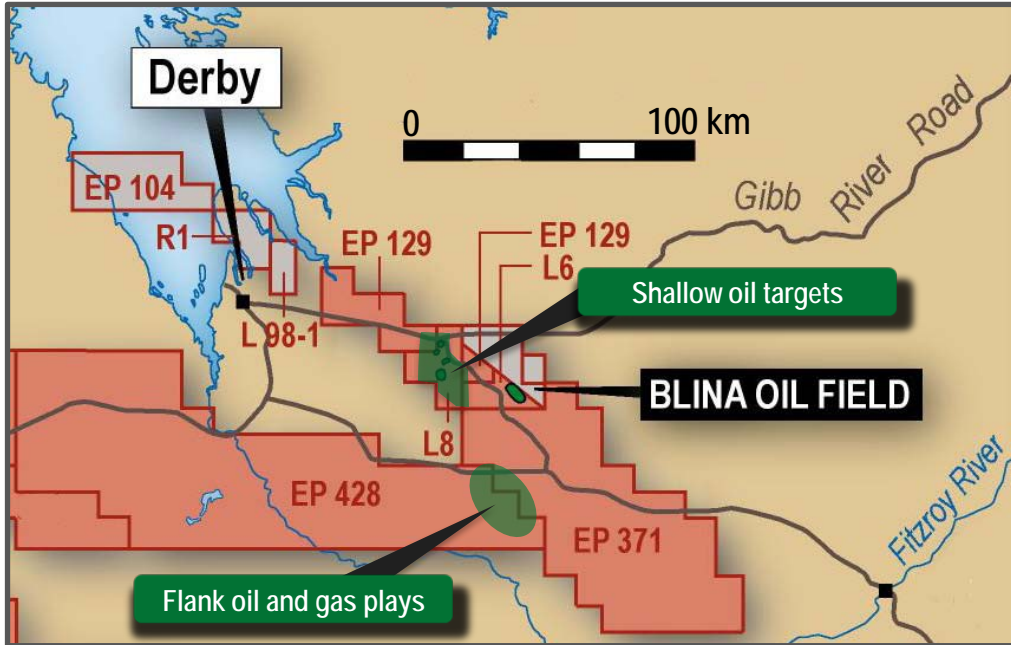 Derby
0 100 km
Gibb River Road
EP 104
R1
EP 129
EP 129
L6
Shallow oil targets
L 98-1
BLINA OIL FIELD
L8
EP 428
EP 371
Fitzroy River
Flank oil and gas plays